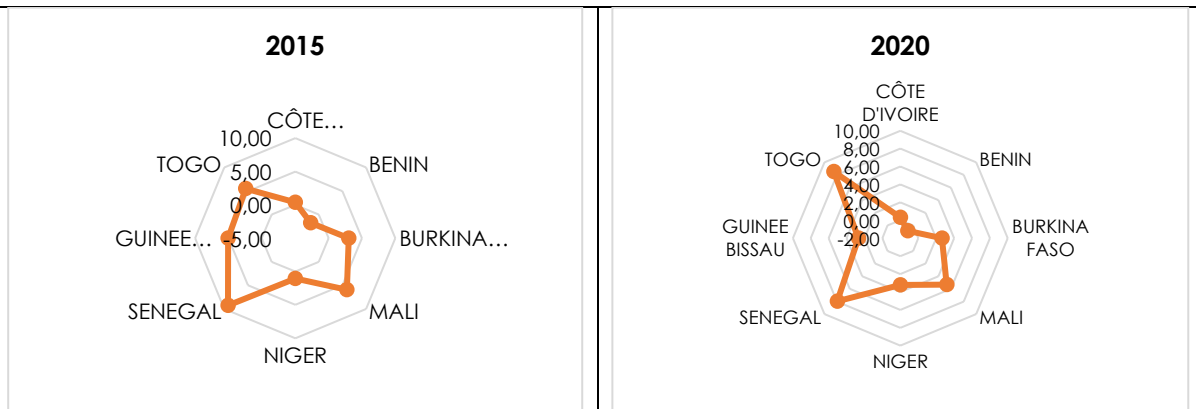 2015
CÔTE…
10,00
5,00
0,00
-5,00
BENIN
BURKINA…
MALI
NIGER
SENEGAL
GUINEE…
TOGO
2020
CÔTE
D'IVOIRE
10,00
8,00
6,00
4,00
2,00
0,00
-2,00
BENIN
BURKINA
FASO
MALI
NIGER
SENEGAL
GUINEE
BISSAU
TOGO